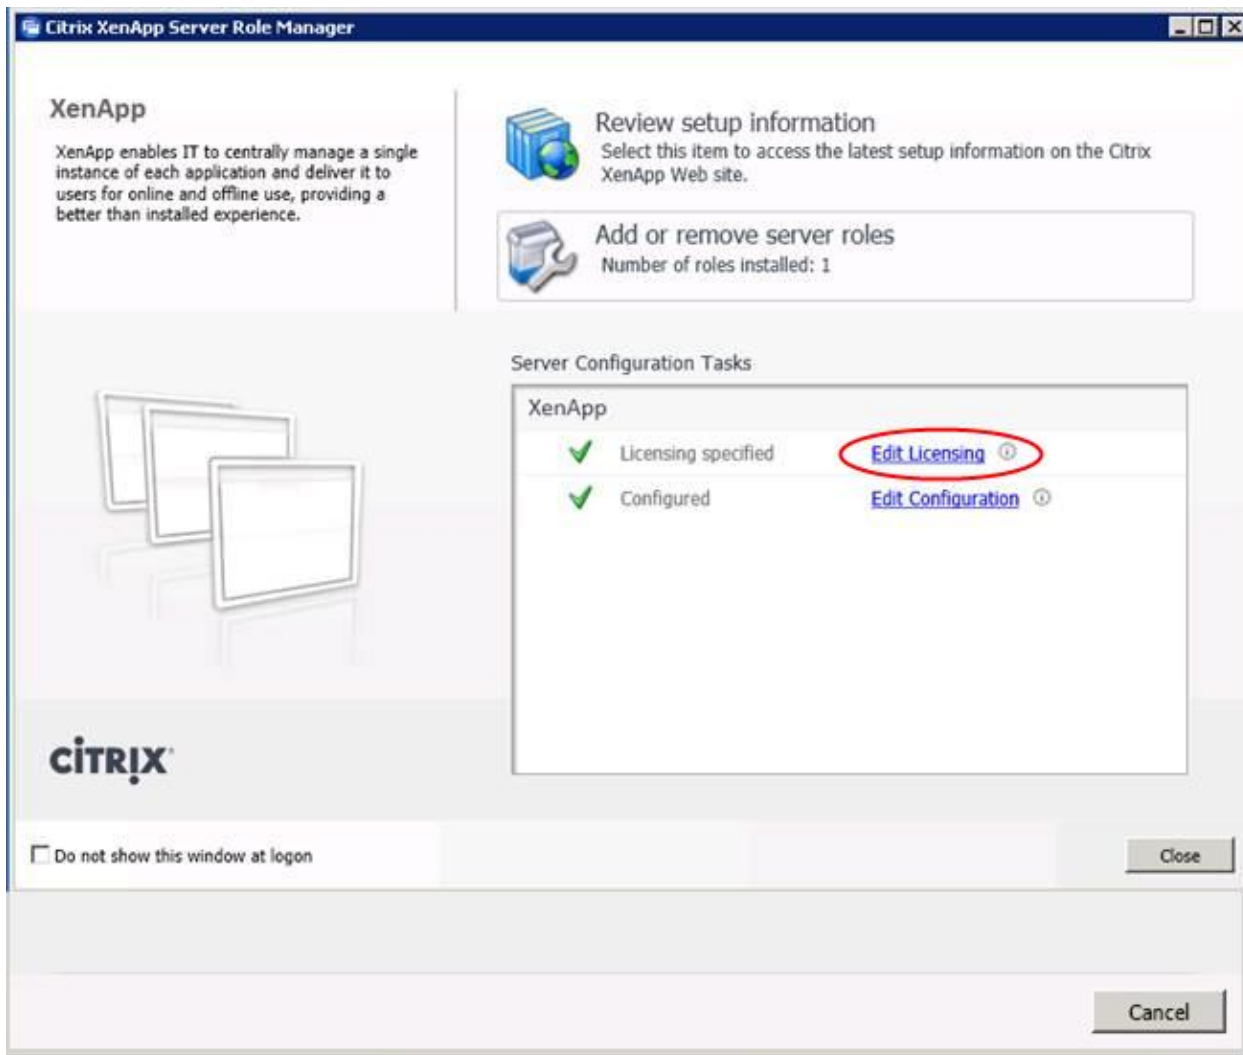 Citrix XenApp Server Role Manager
XenApp
XenApp enables IT to centrally manage a single
instance of each application and deliver it to
users for online and offline use, providing a
better than installed experience.
Review setup information
Select this item to access the latest setup information on the Citrix
XenApp Web site.
Add or remove server roles
Number of roles installed: 1
Server Configuration Tasks
XenApp
Licensing specified Edit Licensing
Configured Edit Configuration
CITRIX
Do not show this window at logon
Close
Cancel